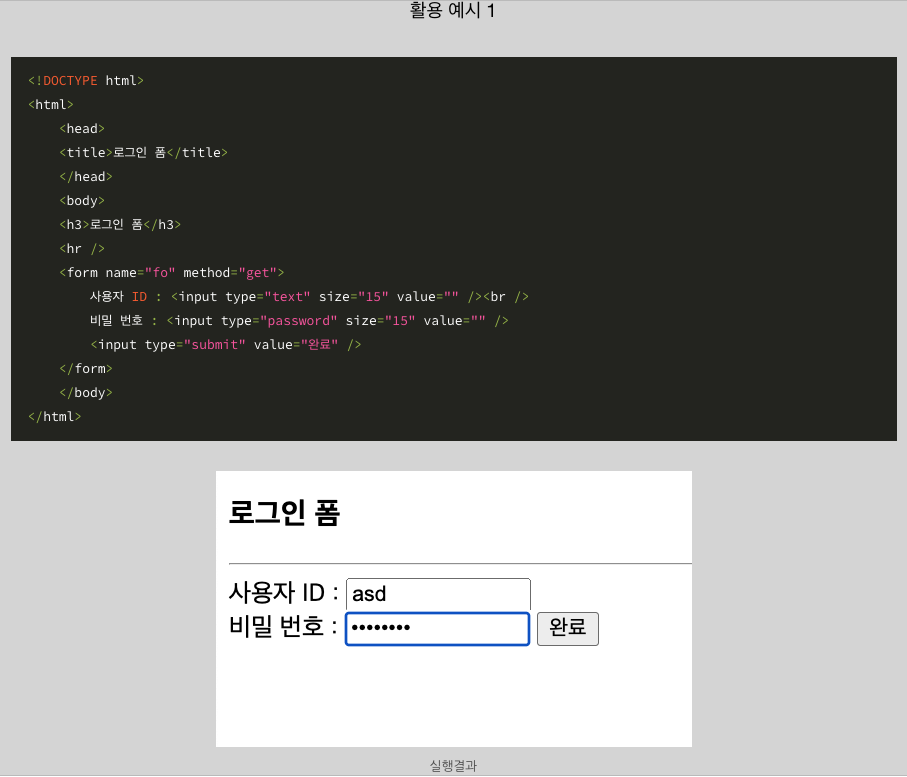 활용 예시 1
<!DOCTYPE html>
<html>
    <head>
    <title>로그인 폼</title>
    </head>
    <body>
    <h3>로그인 폼</h3>
    <hr />
    <form name="fo" method="get">
        사용자 ID : <input type="text" size="15" value="" /><br />
        비밀 번호 : <input type="password" size="15" value="" />
        <input type="submit" value="완료" />
    </form>
    </body>
</html>
로그인 폼
사용자 ID : asd
비밀 번호 : •••••••• 완료
실행결과